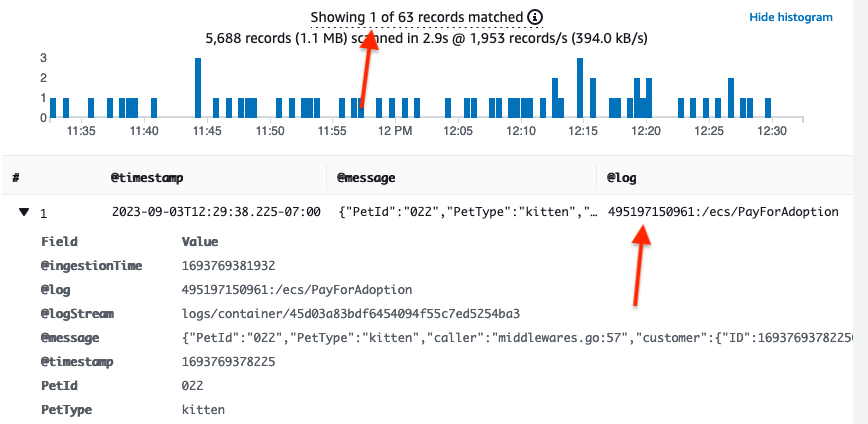 Showing 1 of 63 records matched
Hide histogram
5,688 records (1.1 MB) scanned in 2.9s @ 1,953 records/s (394.0 kB/s)
3
2
1
0
11:35 11:40 11:45 11:50 11:55 12 PM 12:05 12:10 12:15 12:20 12:25 12:30
# @timestamp @message @log
1 2023-09-03T12:29:38.225-07:00 {"PetId":"022","PetType":"kitten","… 495197150961:/ecs/PayForAdoption
Field Value
@ingestionTime 1693769381932
@log 495197150961:/ecs/PayForAdoption
@logStream logs/container/45d03a83bdf6454094f55c7ed5254ba3
@message {"PetId":"022","PetType":"kitten","caller":"middlewares.go:57","customer":{"ID":1693769378225
@timestamp 1693769378225
PetId 022
PetType kitten